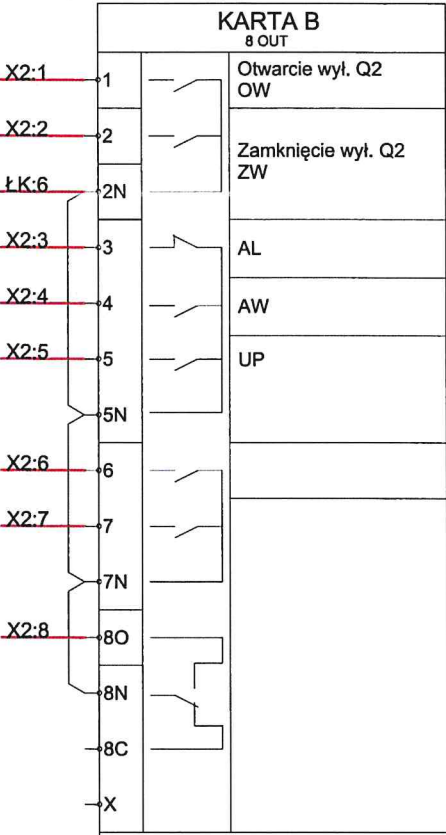 KARTA B
8 OUT
X2:1 1 Otwarcie wył. Q2
OW
X2:2 2 Zamknięcie wył. Q2
ZW
ŁK:6 2N
X2:3 3 AL
X2:4 4 AW
X2:5 5 UP
5N
X2:6 6
X2:7 7
7N
X2:8 8O
8N
8C
X